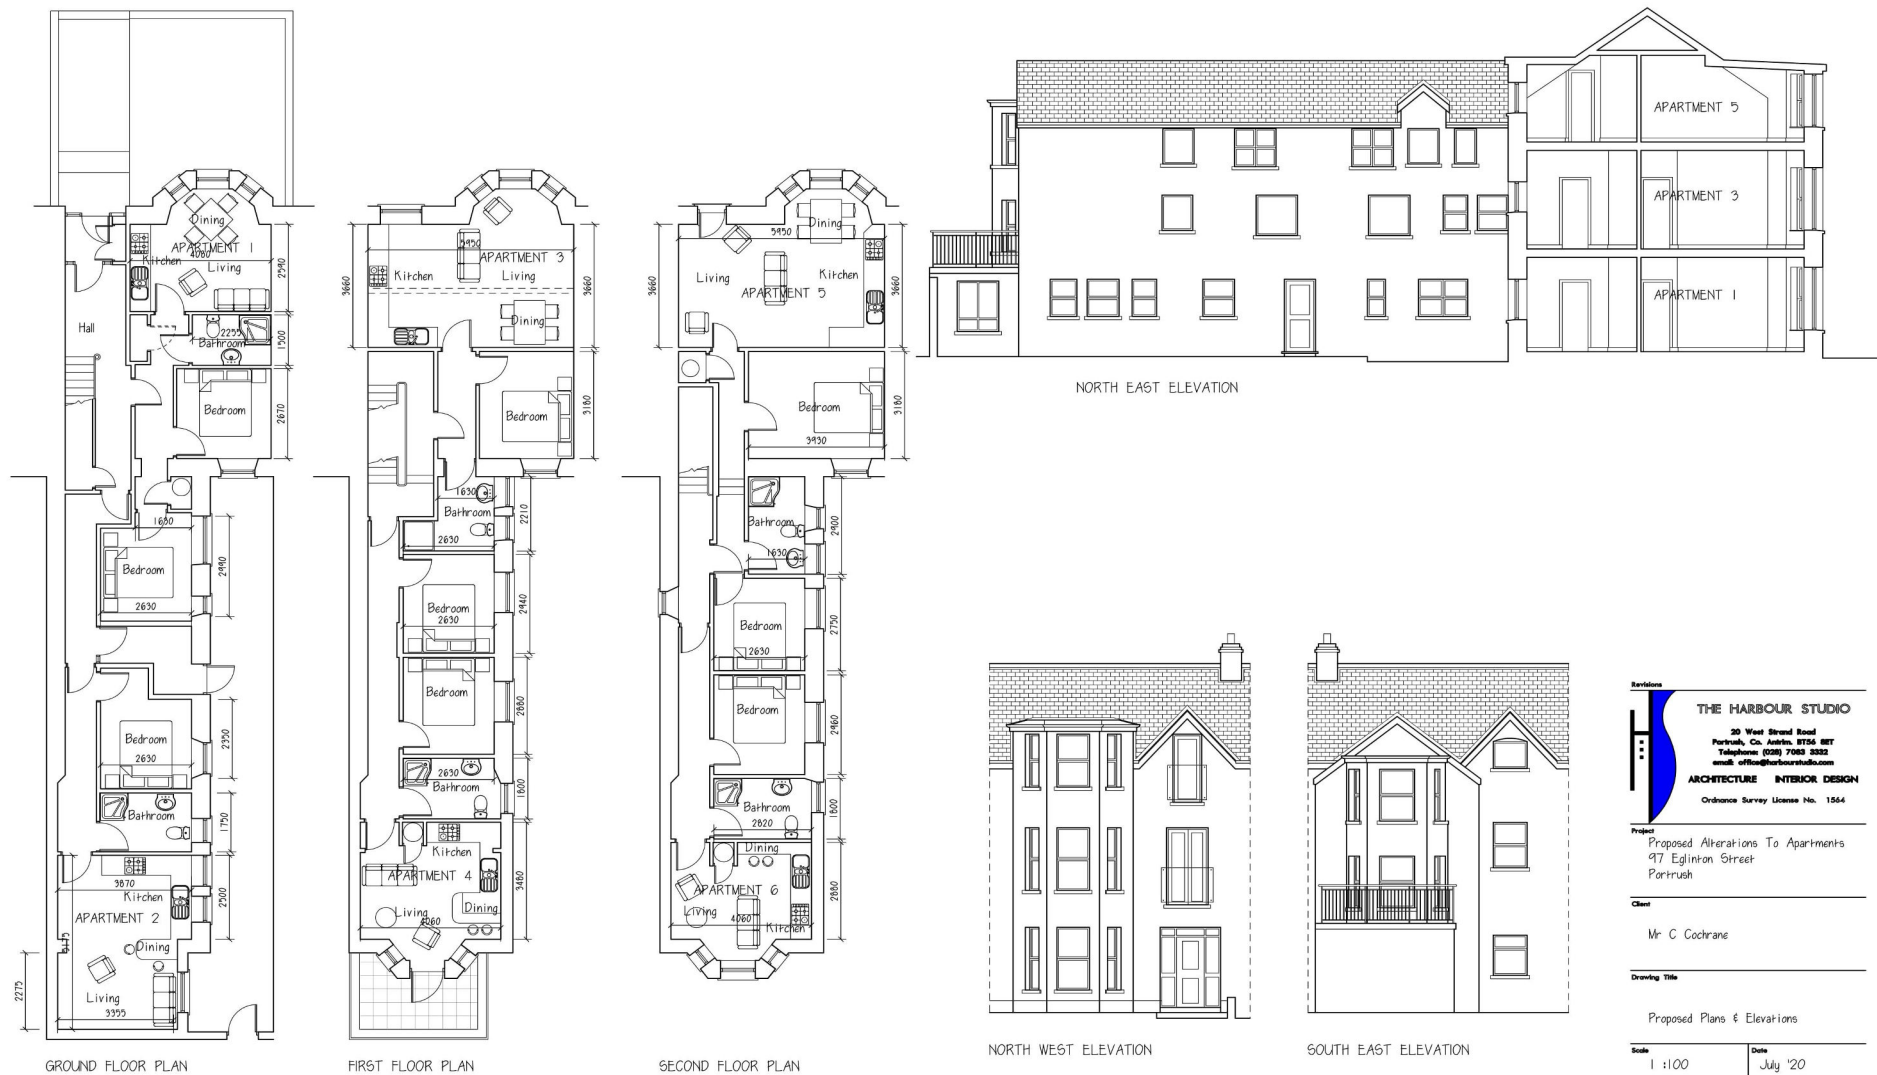 Dining
APARTMENT 1
4060
Kitchen
Living
2590
Hall
2255
Bathroom
1500
Bedroom
2670
1630
Bedroom
2630
2990
Bedroom
2630
2350
Bathroom
1750
3870
Kitchen
2500
APARTMENT 2
5175
Dining
Living
3355
2275
GROUND FLOOR PLAN
5950
APARTMENT 3
Kitchen
Living
3660
3660
Dining
Bedroom
3180
1630
Bathroom
2630
2210
Bedroom
2630
2940
Bedroom
2880
2630
Bathroom
1800
Kitchen
APARTMENT 4
3480
Living
Dining
4060
FIRST FLOOR PLAN
Dining
5950
Living
Kitchen
APARTMENT 5
3660
3660
Bedroom
3930
3180
Bathroom
1630
2900
Bedroom
2630
2750
Bedroom
2960
Bathroom
2820
1800
Dining
APARTMENT 6
Living
4060
Kitchen
2880
SECOND FLOOR PLAN
APARTMENT 5
APARTMENT 3
APARTMENT 1
NORTH EAST ELEVATION
NORTH WEST ELEVATION
SOUTH EAST ELEVATION
Revisions
THE HARBOUR STUDIO
20 West Strand Road
Portrush, Co. Antrim. BT56 8ET
Telephone: (028) 7083 3332
email: office@harbourstudio.com
ARCHITECTURE INTERIOR DESIGN
Ordnance Survey License No. 1564
Project
Proposed Alterations To Apartments
97 Eglinton Street
Portrush
Client
Mr C Cochrane
Drawing Title
Proposed Plans & Elevations
Scale
1 :100
Date
July '20